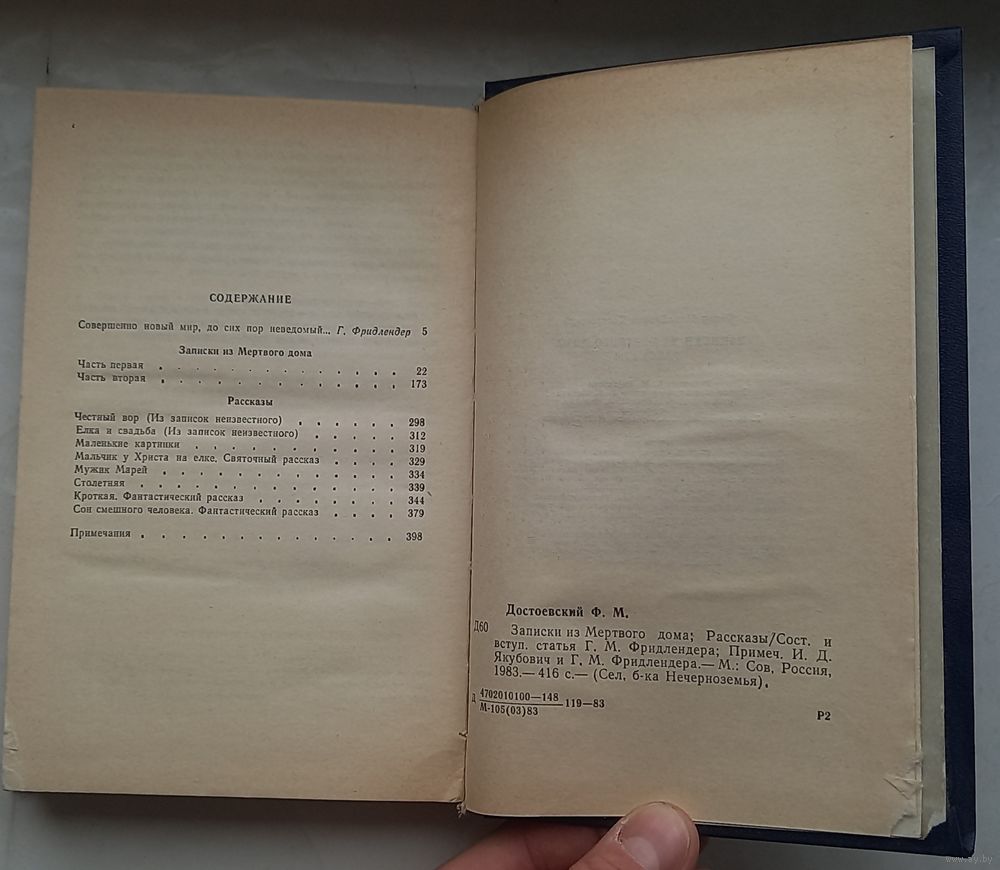 СОДЕРЖАНИЕ
Совершенно новый мир, до сих пор неведомый... Г. Фридлендер 5
Записки из Мертвого дома
Часть первая . . . . . . . . . . . . . 22
Часть вторая . . . . . . . . . . . . . 173
Рассказы
Честный вор (Из записок неизвестного) . . . . . . 298
Елка и свадьба (Из записок неизвестного) . . . . . 312
Маленькие картинки . . . . . . . . . . . 319
Мальчик у Христа на елке. Святочный рассказ . . . . 329
Мужик Марей . . . . . . . . . . . . . 334
Столетняя . . . . . . . . . . . . . . 339
Кроткая. Фантастический рассказ . . . . . . . . 344
Сон смешного человека. Фантастический рассказ . . . . 379
Примечания . . . . . . . . . . . . . 398
Достоевский Ф. М.
Д60 Записки из Мертвого дома; Рассказы/Сост. и
вступ. статья Г. М. Фридлендера; Примеч. И. Д.
Якубович и Г. М. Фридлендера.— М.: Сов. Россия,
1983.— 416 с.— (Сел. б-ка Нечерноземья).
Д 4702010100—148
М-105(03)83 119—83
Р2
www.ay.by